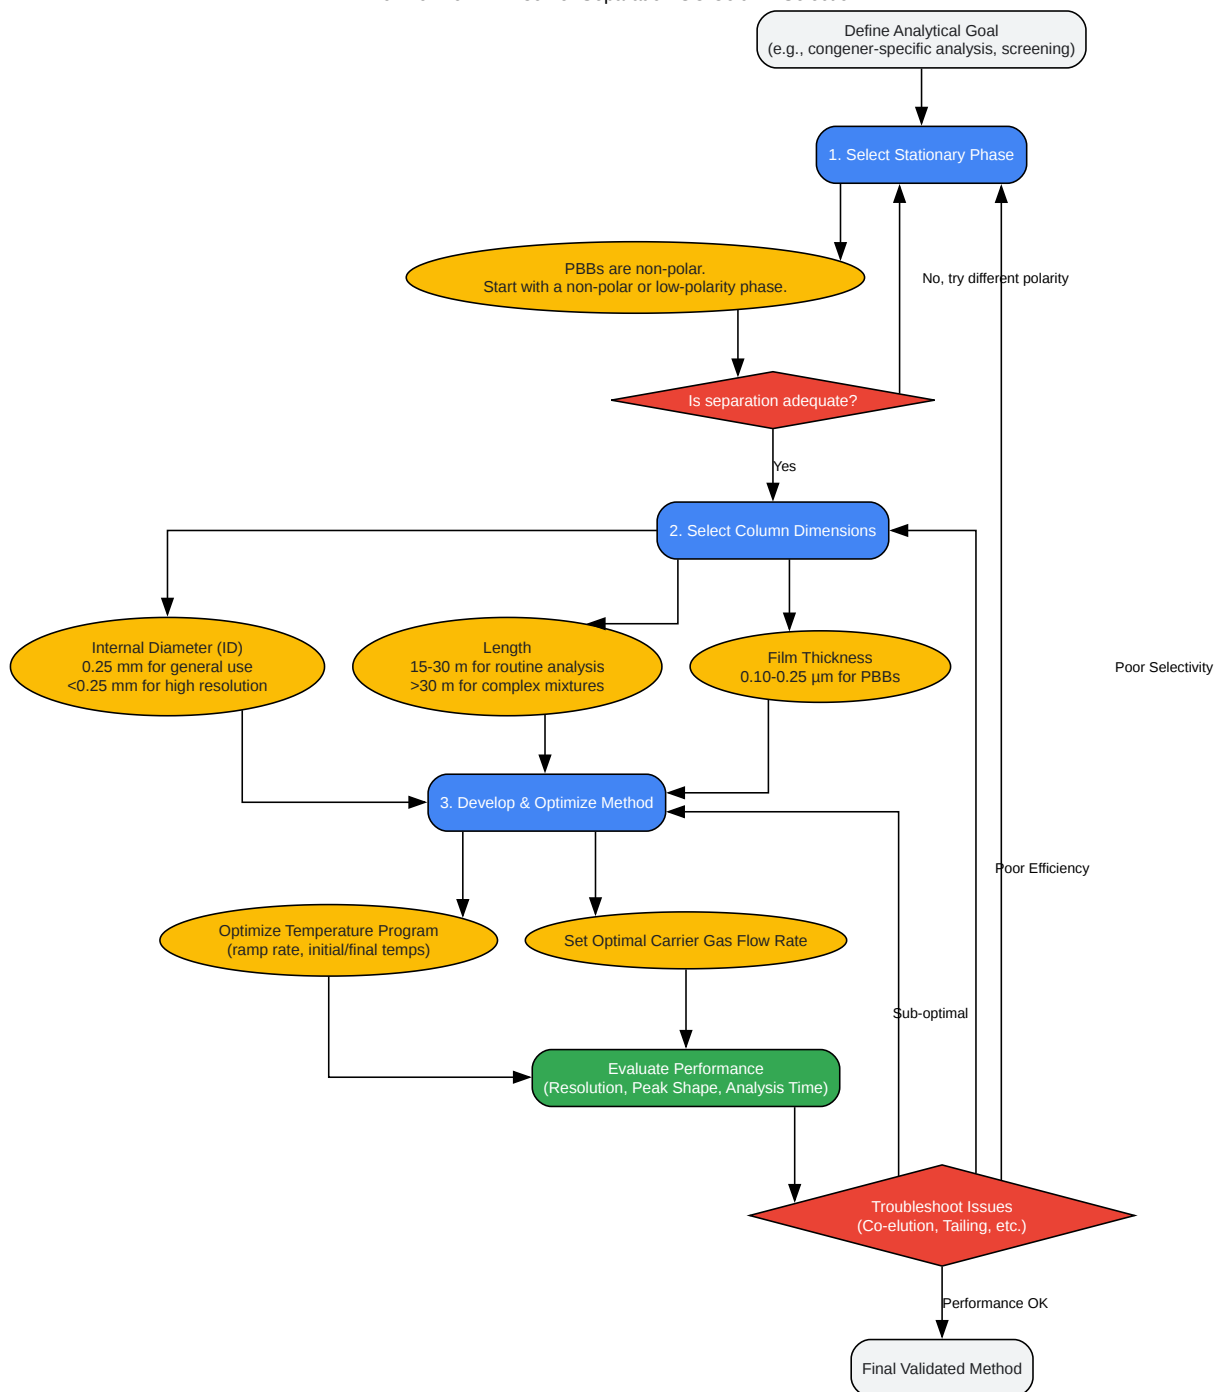 Define Analytical Goal
(e.g., congener-specific analysis, screening)
1. Select Stationary Phase
PBBs are non-polar.
Start with a non-polar or low-polarity phase.
No, try different polarity
Is separation adequate?
Yes
2. Select Column Dimensions
Internal Diameter (ID)
0.25 mm for general use
<0.25 mm for high resolution
Length
15-30 m for routine analysis
>30 m for complex mixtures
Film Thickness
0.10-0.25 µm for PBBs
Poor Selectivity
3. Develop & Optimize Method
Poor Efficiency
Optimize Temperature Program
(ramp rate, initial/final temps)
Set Optimal Carrier Gas Flow Rate
Sub-optimal
Evaluate Performance
(Resolution, Peak Shape, Analysis Time)
Troubleshoot Issues
(Co-elution, Tailing, etc.)
Performance OK
Final Validated Method